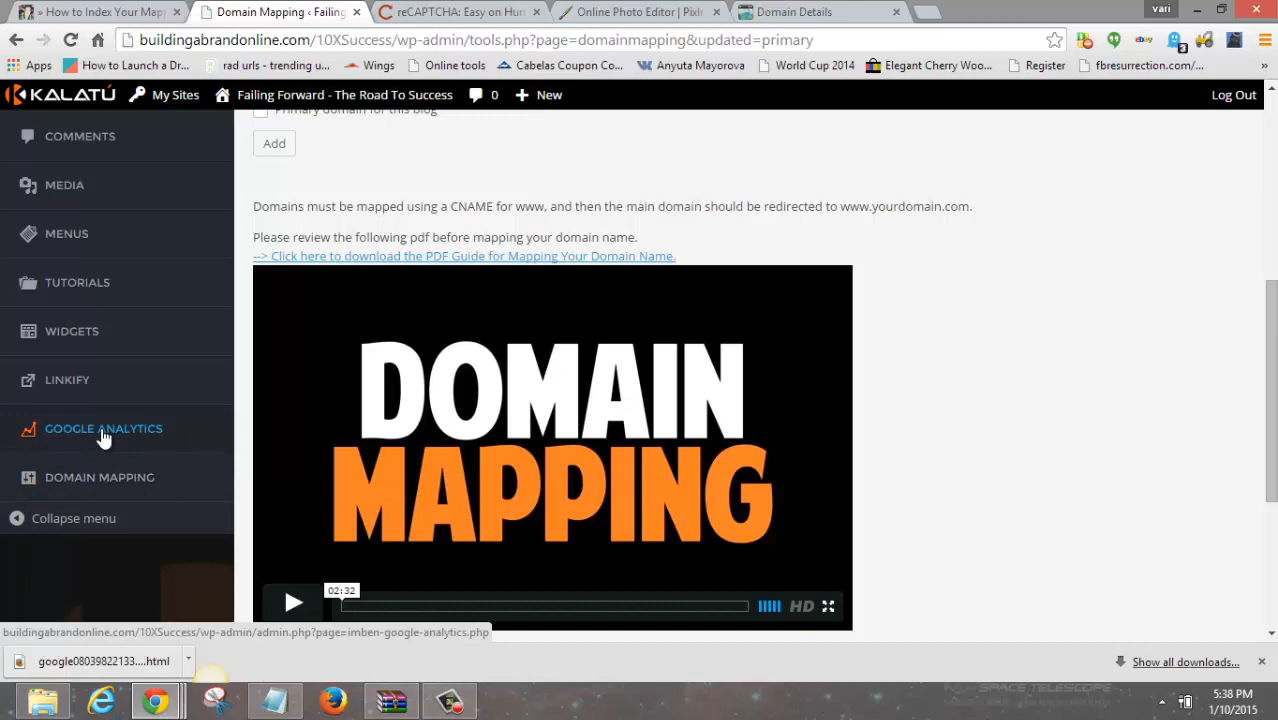 » How to Index Your Mapp
Domain Mapping ‹ Failing
reCAPTCHA: Easy on Hun
Online Photo Editor | Pixlr
Domain Details
vari
buildingabrandonline.com/10XSuccess/wp-admin/tools.php?page=domainmapping&updated=primary
3
Apps
How to Launch a Dr...
rad urls - trending u...
Wings
Online tools
Cabelas Coupon Co...
Anyuta Mayerova
World Cup 2014
Elegant Cherry Woo...
Register
fbresurrection.com/...
»
KALATU
My Sites
Failing Forward - The Road To Success
0
New
Log Out
COMMENTS
MEDIA
MENUS
TUTORIALS
WIDGETS
LINKIFY
GOOGLE ANALYTICS
DOMAIN MAPPING
Collapse menu
Primary domain for this blog
Add
Domains must be mapped using a CNAME for www, and then the main domain should be redirected to www.yourdomain.com.
Please review the following pdf before mapping your domain name.
--> Click here to download the PDF Guide for Mapping Your Domain Name.
DOMAIN
MAPPING
02:32
HD
buildingabrandonline.com/10XSuccess/wp-admin/admin.php?page=imben-google-analytics.php
google08039822133....html
Show all downloads...
SPACE TELESCOPE
5:38 PM
1/10/2015